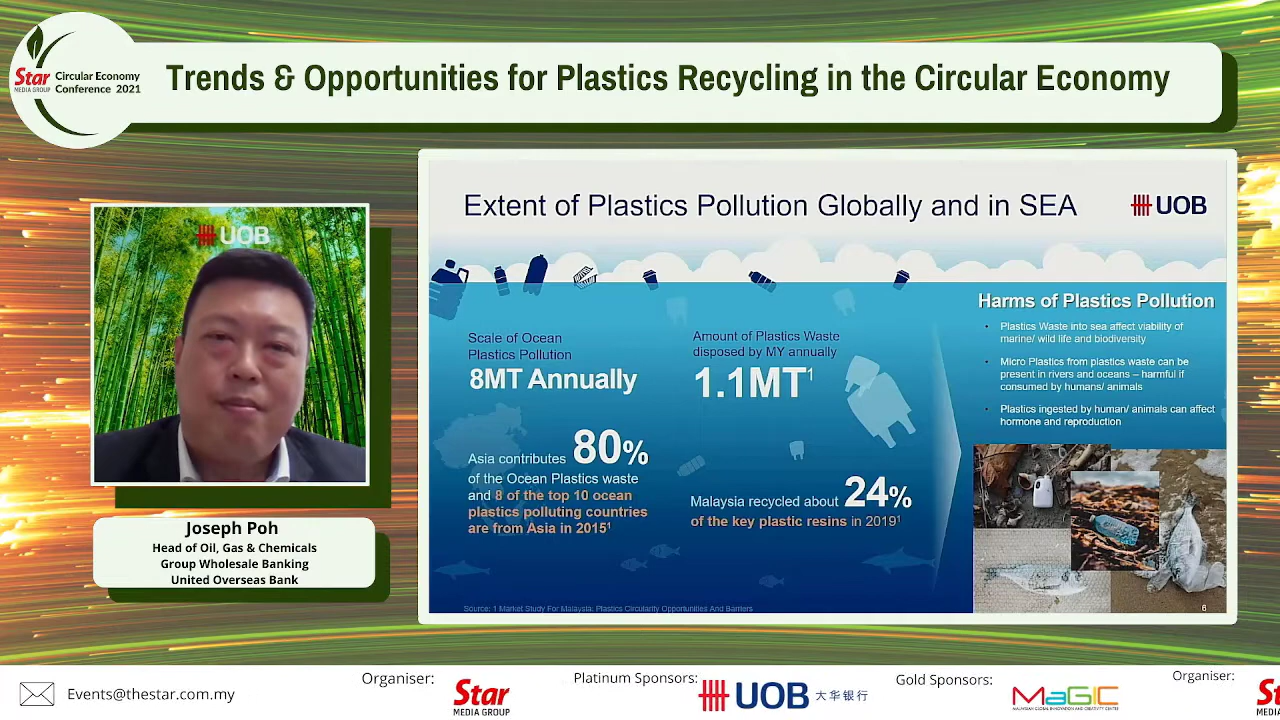 Star
MEDIA GROUP
Circular Economy
Conference 2021
Trends & Opportunities for Plastics Recycling in the Circular Economy
UOB
Joseph Poh
Head of Oil, Gas & Chemicals
Group Wholesale Banking
United Overseas Bank
Extent of Plastics Pollution Globally and in SEA
UOB
Scale of Ocean
Plastics Pollution
8MT Annually
Amount of Plastics Waste
disposed by MY annually
1.1MT1
Asia contributes 80%
of the Ocean Plastics waste
and 8 of the top 10 ocean
plastics polluting countries
are from Asia in 20151
Malaysia recycled about 24%
of the key plastic resins in 20191
Harms of Plastics Pollution
• Plastics Waste into sea affect viability of
marine/ wild life and biodiversity
• Micro Plastics from plastics waste can be
present in rivers and oceans – harmful if
consumed by humans/ animals
• Plastics ingested by human/ animals can affect
hormone and reproduction
Source: 1 Market Study For Malaysia: Plastics Circularity Opportunities And Barriers
6
Events@thestar.com.my
Organiser:
Star
MEDIA GROUP
Platinum Sponsors:
UOB 大华银行
Gold Sponsors:
MaGIC
MALAYSIAN GLOBAL INNOVATION AND CREATIVITY CENTRE
Organiser:
St
MEDIA